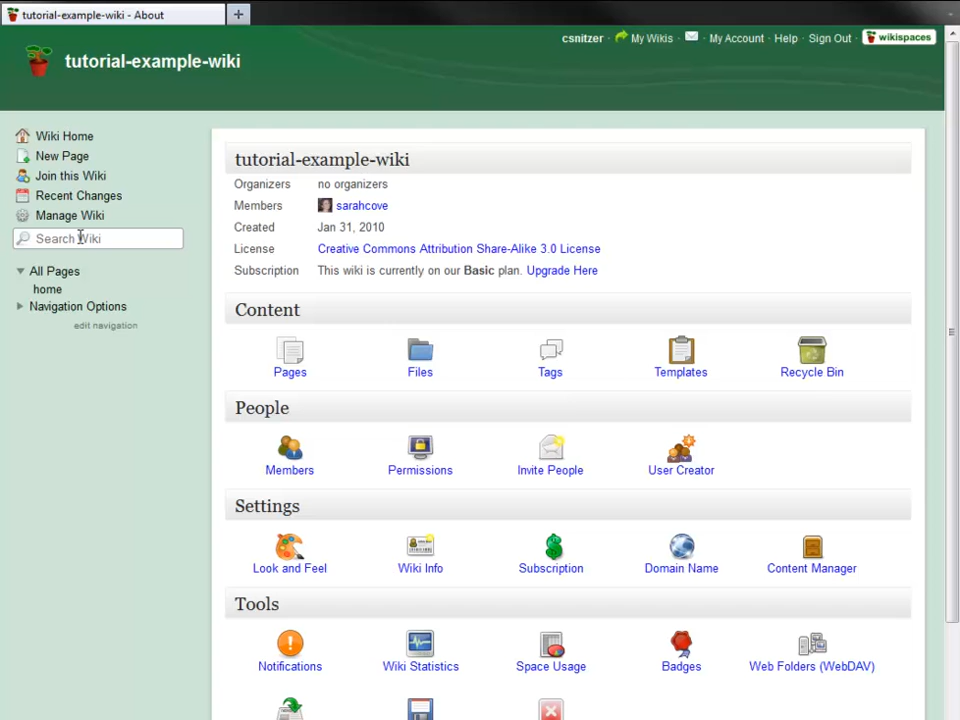 tutorial-example-wiki - About
csnitzer · My Wikis · My Account · Help · Sign Out wikispaces
tutorial-example-wiki
Wiki Home
New Page
Join this Wiki
Recent Changes
Manage Wiki
Search Wiki
All Pages
home
Navigation Options
edit navigation
tutorial-example-wiki
Organizers no organizers
Members sarahcove
Created Jan 31, 2010
License Creative Commons Attribution Share-Alike 3.0 License
Subscription This wiki is currently on our Basic plan. Upgrade Here
Content
Pages Files Tags Templates Recycle Bin
People
Members Permissions Invite People User Creator
Settings
Look and Feel Wiki Info Subscription Domain Name Content Manager
Tools
Notifications Wiki Statistics Space Usage Badges Web Folders (WebDAV)